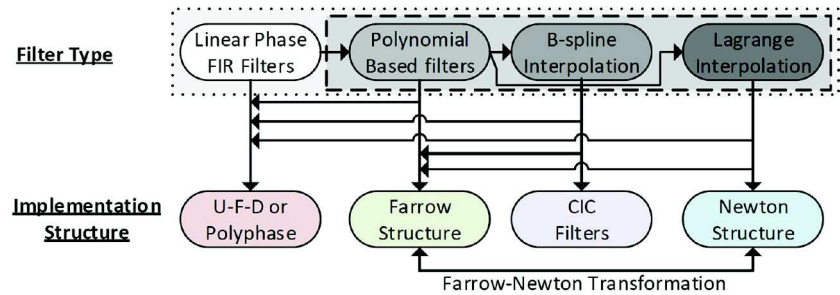 Filter Type
Linear Phase
FIR Filters
Polynomial
Based filters
B-spline
Interpolation
Lagrange
Interpolation
Implementation
Structure
U-F-D or
Polyphase
Farrow
Structure
CIC
Filters
Newton
Structure
Farrow-Newton Transformation